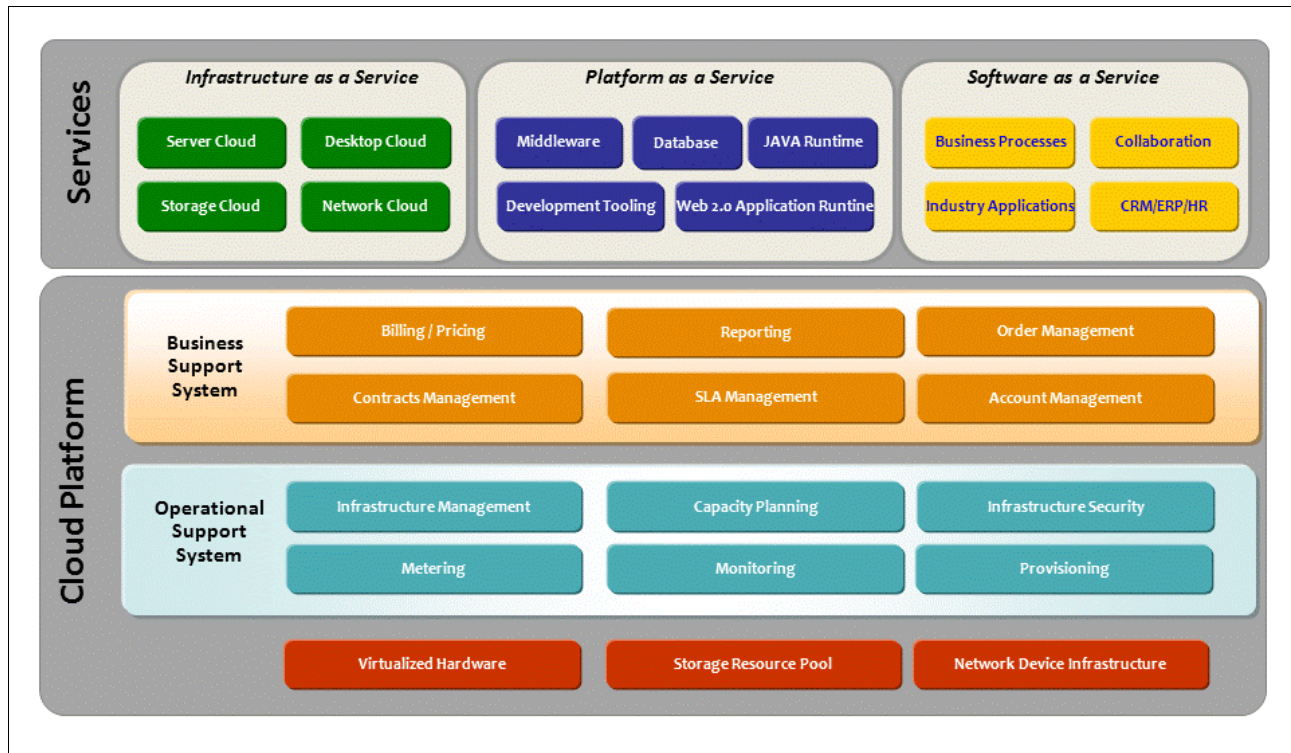 Services
Infrastructure as a Service
Server Cloud
Desktop Cloud
Storage Cloud
Network Cloud
Platform as a Service
Middleware
Database
JAVA Runtime
Development Tooling
Web 2.0 Application Runtine
Software as a Service
Business Processes
Collaboration
Industry Applications
CRM/ERP/HR
Cloud Platform
Business
Support
System
Billing / Pricing
Reporting
Order Management
Contracts Management
SLA Management
Account Management
Operational
Support
System
Infrastructure Management
Capacity Planning
Infrastructure Security
Metering
Monitoring
Provisioning
Virtualized Hardware
Storage Resource Pool
Network Device Infrastructure